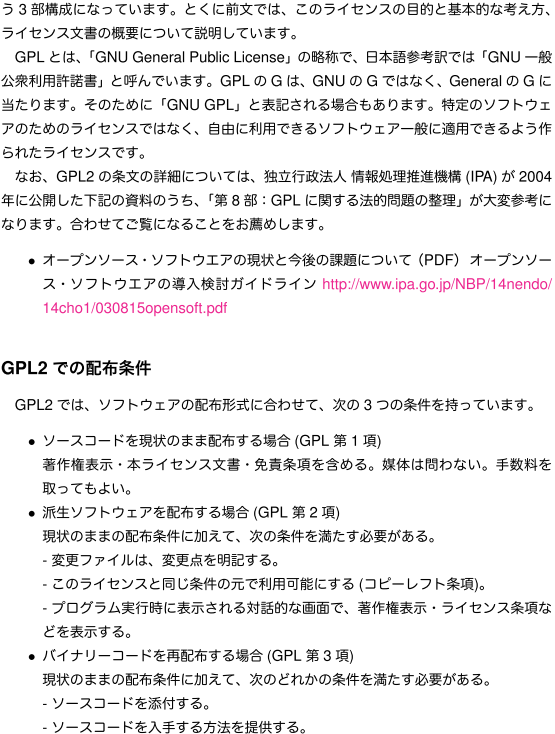 う 3 部構成になっています。とくに前文では、このライセンスの目的と基本的な考え方、
ライセンス文書の概要について説明しています。
GPL とは、「GNU General Public License」の略称で、日本語参考訳では「GNU 一般
公衆利用許諾書」と呼んでいます。GPL の G は、GNU の G ではなく、General の G に
当たります。そのために「GNU GPL」と表記される場合もあります。特定のソフトウェ
アのためのライセンスではなく、自由に利用できるソフトウェア一般に適用できるよう作
られたライセンスです。
なお、GPL2 の条文の詳細については、独立行政法人 情報処理推進機構 (IPA) が 2004
年に公開した下記の資料のうち、「第 8 部：GPL に関する法的問題の整理」が大変参考に
なります。合わせてご覧になることをお薦めします。
• オープンソース・ソフトウエアの現状と今後の課題について（PDF）オープンソー
ス・ソフトウエアの導入検討ガイドライン http://www.ipa.go.jp/NBP/14nendo/
14cho1/030815opensoft.pdf
GPL2 での配布条件
GPL2 では、ソフトウェアの配布形式に合わせて、次の 3 つの条件を持っています。
• ソースコードを現状のまま配布する場合 (GPL 第 1 項)
著作権表示・本ライセンス文書・免責条項を含める。媒体は問わない。手数料を
取ってもよい。
• 派生ソフトウェアを配布する場合 (GPL 第 2 項)
現状のままの配布条件に加えて、次の条件を満たす必要がある。
- 変更ファイルは、変更点を明記する。
- このライセンスと同じ条件の元で利用可能にする (コピーレフト条項)。
- プログラム実行時に表示される対話的な画面で、著作権表示・ライセンス条項な
どを表示する。
• バイナリーコードを再配布する場合 (GPL 第 3 項)
現状のままの配布条件に加えて、次のどれかの条件を満たす必要がある。
- ソースコードを添付する。
- ソースコードを入手する方法を提供する。